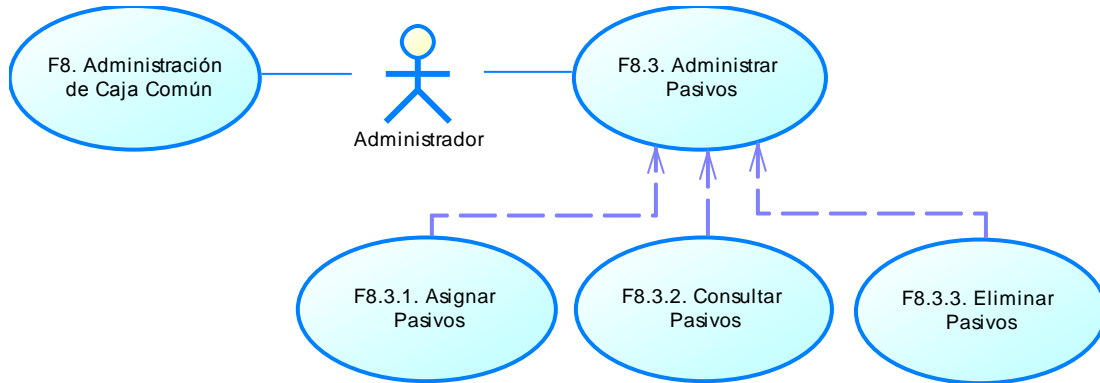 F8. Administración
de Caja Común
Administrador
F8.3. Administrar
Pasivos
F8.3.1. Asignar
Pasivos
F8.3.2. Consultar
Pasivos
F8.3.3. Eliminar
Pasivos